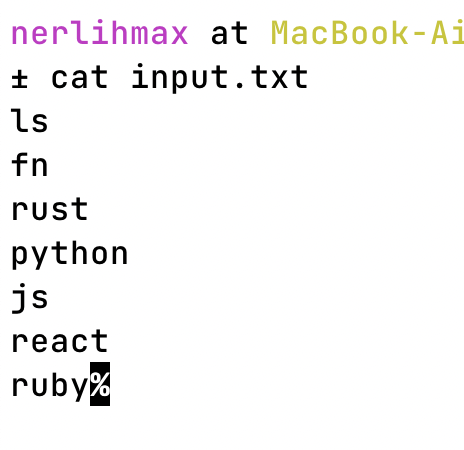 nerlihmax at MacBook-Ai
± cat input.txt
ls
fn
rust
python
js
react
ruby%